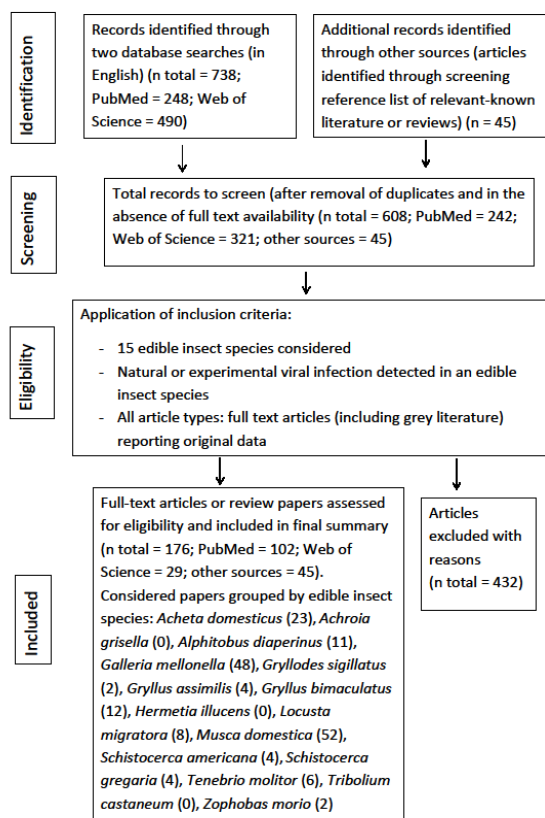 Identification
Records identified through
two database searches (in
English) (n total = 738;
PubMed = 248; Web of
Science = 490)
Additional records identified
through other sources (articles
identified through screening
reference list of relevant-known
literature or reviews) (n = 45)
Screening
Total records to screen (after removal of duplicates and in the
absence of full text availability (n total = 608; PubMed = 242;
Web of Science = 321; other sources = 45)
Eligibility
Application of inclusion criteria:
- 15 edible insect species considered
- Natural or experimental viral infection detected in an edible
insect species
- All article types: full text articles (including grey literature)
reporting original data
Included
Full-text articles or review papers assessed
for eligibility and included in final summary
(n total = 176; PubMed = 102; Web of
Science = 29; other sources = 45).
Considered papers grouped by edible insect
species: Acheta domesticus (23), Achroia
grisella (0), Alphitobus diaperinus (11),
Galleria mellonella (48), Gryllodes sigillatus
(2), Gryllus assimilis (4), Gryllus bimaculatus
(12), Hermetia illucens (0), Locusta
migratora (8), Musca domestica (52),
Schistocerca americana (4), Schistocerca
gregaria (4), Tenebrio molitor (6), Tribolium
castaneum (0), Zophobas morio (2)
Articles
excluded with
reasons
(n total = 432)